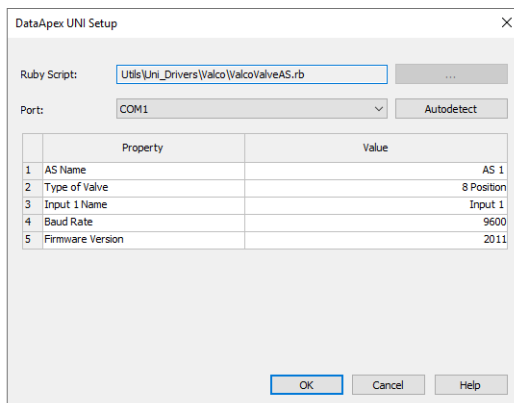 DataApex UNI Setup
Ruby Script: Utils\Uni_Drivers\Valco\ValcoValveAS.rb ...
Port: COM1 Autodetect
Property Value
1 AS Name AS 1
2 Type of Valve 8 Position
3 Input 1 Name Input 1
4 Baud Rate 9600
5 Firmware Version 2011
OK Cancel Help